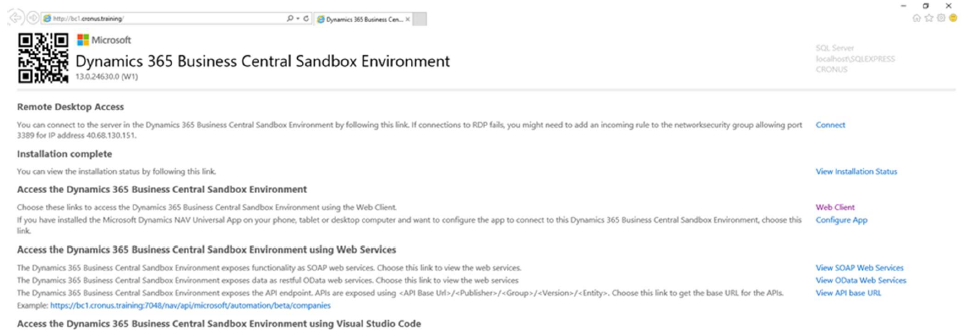 http://bc1.cronus.training/
Dynamics 365 Business Cen...
Microsoft
Dynamics 365 Business Central Sandbox Environment
13.0.24630.0 (W1)
SQL Server
localhost\SQLEXPRESS
CRONUS
Remote Desktop Access
You can connect to the server in the Dynamics 365 Business Central Sandbox Environment by following this link. If connections to RDP fails, you might need to add an incoming rule to the networksecurity group allowing port
3389 for IP address 40.68.130.151.
Connect
Installation complete
You can view the installation status by following this link.
View Installation Status
Access the Dynamics 365 Business Central Sandbox Environment
Choose these links to access the Dynamics 365 Business Central Sandbox Environment using the Web Client.
Web Client
If you have installed the Microsoft Dynamics NAV Universal App on your phone, tablet or desktop computer and want to configure the app to connect to this Dynamics 365 Business Central Sandbox Environment, choose this
link.
Configure App
Access the Dynamics 365 Business Central Sandbox Environment using Web Services
The Dynamics 365 Business Central Sandbox Environment exposes functionality as SOAP web services. Choose this link to view the web services.
View SOAP Web Services
The Dynamics 365 Business Central Sandbox Environment exposes data as restful OData web services. Choose this link to view the web services
View OData Web Services
The Dynamics 365 Business Central Sandbox Environment exposes the API endpoint. APIs are exposed using <API Base Url>/<Publisher>/<Group>/<Version>/<Entity>. Choose this link to get the base URL for the APIs.
View API base URL
Example: https://bc1.cronus.training:7048/nav/api/microsoft/automation/beta/companies
Access the Dynamics 365 Business Central Sandbox Environment using Visual Studio Code